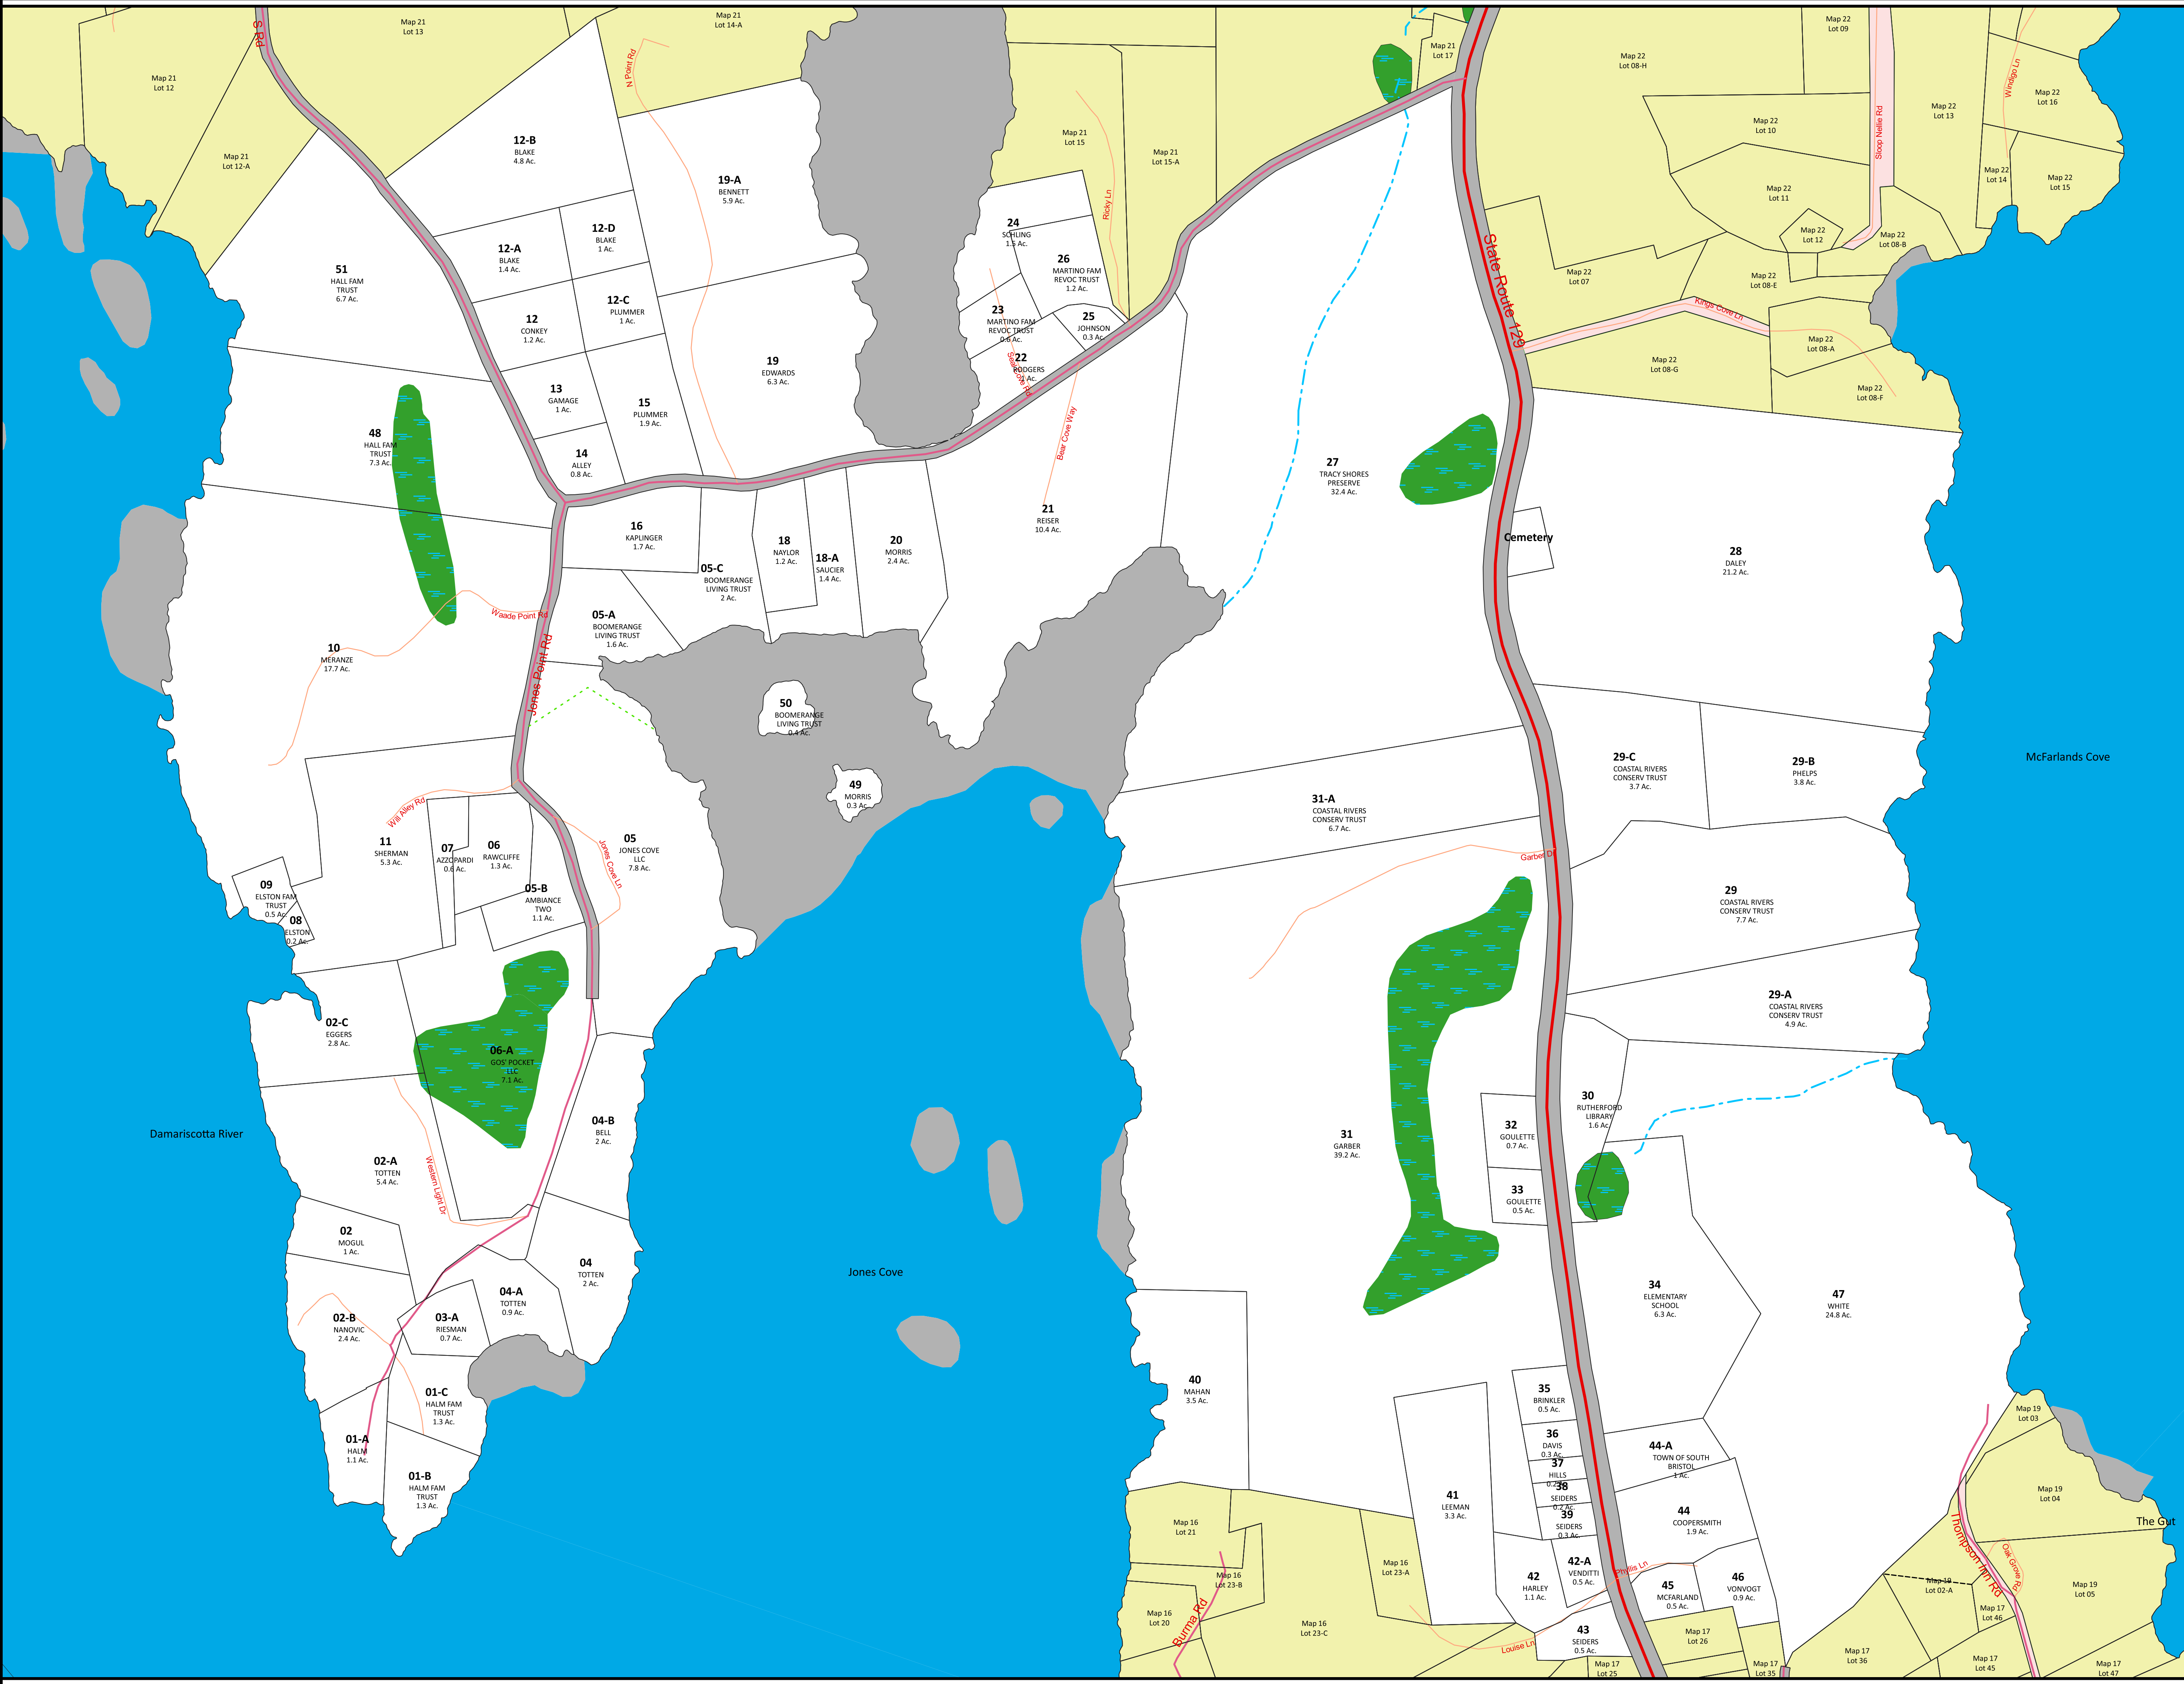 Map 21
Lot 12
S Rd
Map 21
Lot 13
Map 21
Lot 14-A
N Point Rd
Map 21
Lot 12-A
12-B
BLAKE
4.8 Ac.
19-A
BENNETT
5.9 Ac.
Map 21
Lot 15
Map 21
Lot 15-A
Ricky Ln
Map 21
Lot 17
Map 22
Lot 08-H
Map 22
Lot 09
Map 22
Lot 10
Map 22
Lot 11
Map 22
Lot 12
Sloop Nellie Rd
Map 22
Lot 08-B
Map 22
Lot 13
Windigo Ln
Map 22
Lot 16
Map 22
Lot 14
Map 22
Lot 15
Map 22
Lot 07
Map 22
Lot 08-E
Kings Cove Ln
Map 22
Lot 08-A
Map 22
Lot 08-G
Map 22
Lot 08-F
State Route 129
51
HALL FAM
TRUST
6.7 Ac.
12-A
BLAKE
1.4 Ac.
12-D
BLAKE
1 Ac.
12
CONKEY
1.2 Ac.
12-C
PLUMMER
1 Ac.
13
GAMAGE
1 Ac.
15
PLUMMER
1.9 Ac.
14
ALLEY
0.8 Ac.
19
EDWARDS
6.3 Ac.
24
SCHLING
1.5 Ac.
26
MARTINO FAM
REVOC TRUST
1.2 Ac.
23
MARTINO FAM
REVOC TRUST
0.6 Ac.
25
JOHNSON
0.3 Ac.
22
RODGERS
1 Ac.
Bear Cove Way
48
HALL FAM
TRUST
7.3 Ac.
27
TRACY SHORES
PRESERVE
32.4 Ac.
21
REISER
10.4 Ac.
16
KAPLINGER
1.7 Ac.
18
NAYLOR
1.2 Ac.
18-A
SAUCIER
1.4 Ac.
20
MORRIS
2.4 Ac.
05-C
BOOMERANGE
LIVING TRUST
2 Ac.
05-A
BOOMERANGE
LIVING TRUST
1.6 Ac.
Cemetery
28
DALEY
21.2 Ac.
Waade Point Rd
Jones Point Rd
10
MERANZE
17.7 Ac.
50
BOOMERANGE
LIVING TRUST
0.4 Ac.
49
MORRIS
0.3 Ac.
29-C
COASTAL RIVERS
CONSERV TRUST
3.7 Ac.
29-B
PHELPS
3.8 Ac.
McFarlands Cove
31-A
COASTAL RIVERS
CONSERV TRUST
6.7 Ac.
Will Alley Rd
11
SHERMAN
5.3 Ac.
07
AZZOPARDI
0.6 Ac.
06
RAWCLIFFE
1.3 Ac.
Jones Cove Ln
05
JONES COVE
LLC
7.8 Ac.
05-B
AMBIANCE
TWO
1.1 Ac.
Garber Dr
09
ELSTON FAM
TRUST
0.5 Ac.
08
ELSTON
0.2 Ac.
29
COASTAL RIVERS
CONSERV TRUST
7.7 Ac.
29-A
COASTAL RIVERS
CONSERV TRUST
4.9 Ac.
02-C
EGGERS
2.8 Ac.
06-A
GOS' POCKET
LLC
7.1 Ac.
04-B
BELL
2 Ac.
30
RUTHERFORD
LIBRARY
1.6 Ac.
Damariscotta River
32
GOULETTE
0.7 Ac.
31
GARBER
39.2 Ac.
33
GOULETTE
0.5 Ac.
02-A
TOTTEN
5.4 Ac.
Western Light Dr
02
MOGUL
1 Ac.
04
TOTTEN
2 Ac.
Jones Cove
04-A
TOTTEN
0.9 Ac.
34
ELEMENTARY
SCHOOL
6.3 Ac.
47
WHITE
24.8 Ac.
02-B
NANOVIC
2.4 Ac.
03-A
RIESMAN
0.7 Ac.
01-C
HALM FAM
TRUST
1.3 Ac.
40
MAHAN
3.5 Ac.
35
BRINKLER
0.5 Ac.
01-A
HALM
1.1 Ac.
36
DAVIS
0.3 Ac.
37
HILLS
38
SEIDERS
0.2 Ac.
39
SEIDERS
0.3 Ac.
44-A
TOWN OF SOUTH
BRISTOL
1 Ac.
01-B
HALM FAM
TRUST
1.3 Ac.
41
LEEMAN
3.3 Ac.
44
COOPERSMITH
1.9 Ac.
Map 19
Lot 03
Map 19
Lot 04
The Gut
Map 16
Lot 21
Map 16
Lot 23-B
Map 16
Lot 23-A
42-A
VENDITTI
0.5 Ac.
Phyllis Ln
42
HARLEY
1.1 Ac.
45
MCFARLAND
0.5 Ac.
46
VONVOGT
0.9 Ac.
Thompson Inn Rd
Oak Grove Rd
Map 19
Lot 02-A
Map 19
Lot 05
Map 16
Lot 20
Burma Rd
Map 16
Lot 23-C
Louise Ln
43
SEIDERS
0.5 Ac.
Map 17
Lot 26
Map 17
Lot 46
Map 17
Lot 25
Map 17
Lot 35
Map 17
Lot 36
Map 17
Lot 45
Map 17
Lot 47